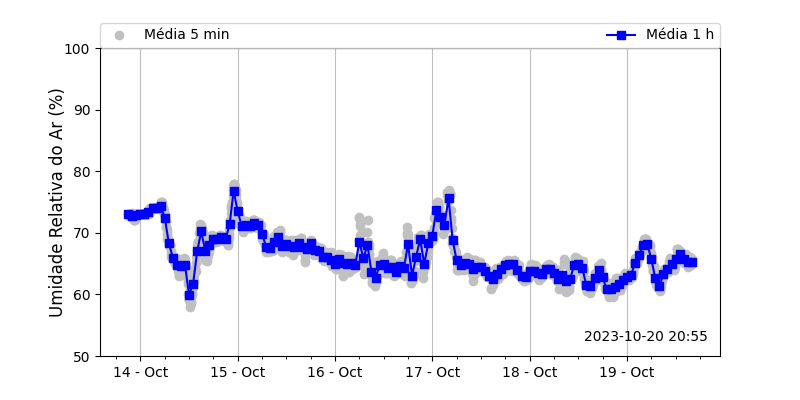 Média 5 min
Média 1 h
100
90
80
70
60
50
Umidade Relativa do Ar (%)
2023-10-20 20:55
14 - Oct
15 - Oct
16 - Oct
17 - Oct
18 - Oct
19 - Oct